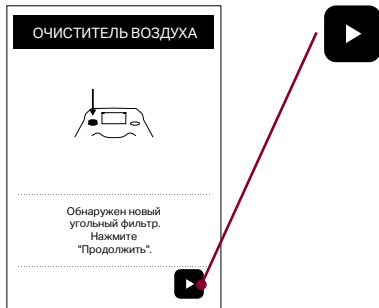 ОЧИСТИТЕЛЬ ВОЗДУХА
Обнаружен новый
угольный фильтр.
Нажмите
"Продолжить".